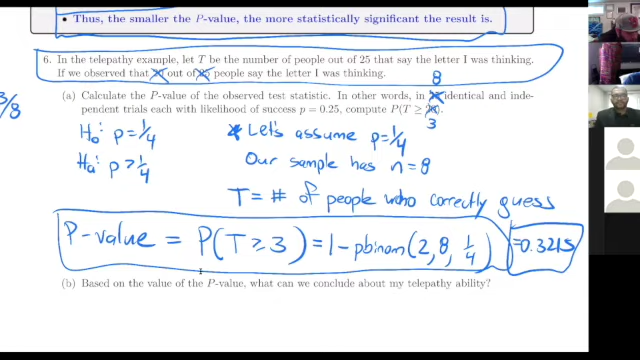 • Thus, the smaller the P-value, the more statistically significant the result is.
6. In the telepathy example, let T be the number of people out of 25 that say the letter I was thinking.
If we observed that out of people say the letter I was thinking.
8
(a) Calculate the P-value of the observed test statistic. In other words, in identical and inde-
pendent trials each with likelihood of success p = 0.25, compute P(T ≥ ).
3
3/8
H₀: p = 1/4
Hₐ: p > 1/4
* Let's assume p = 1/4
Our sample has n = 8
T = # of people who correctly guess
P-value = P(T ≥ 3) = 1 - pbinom(2, 8, 1/4) = 0.3215
(b) Based on the value of the P-value, what can we conclude about my telepathy ability?